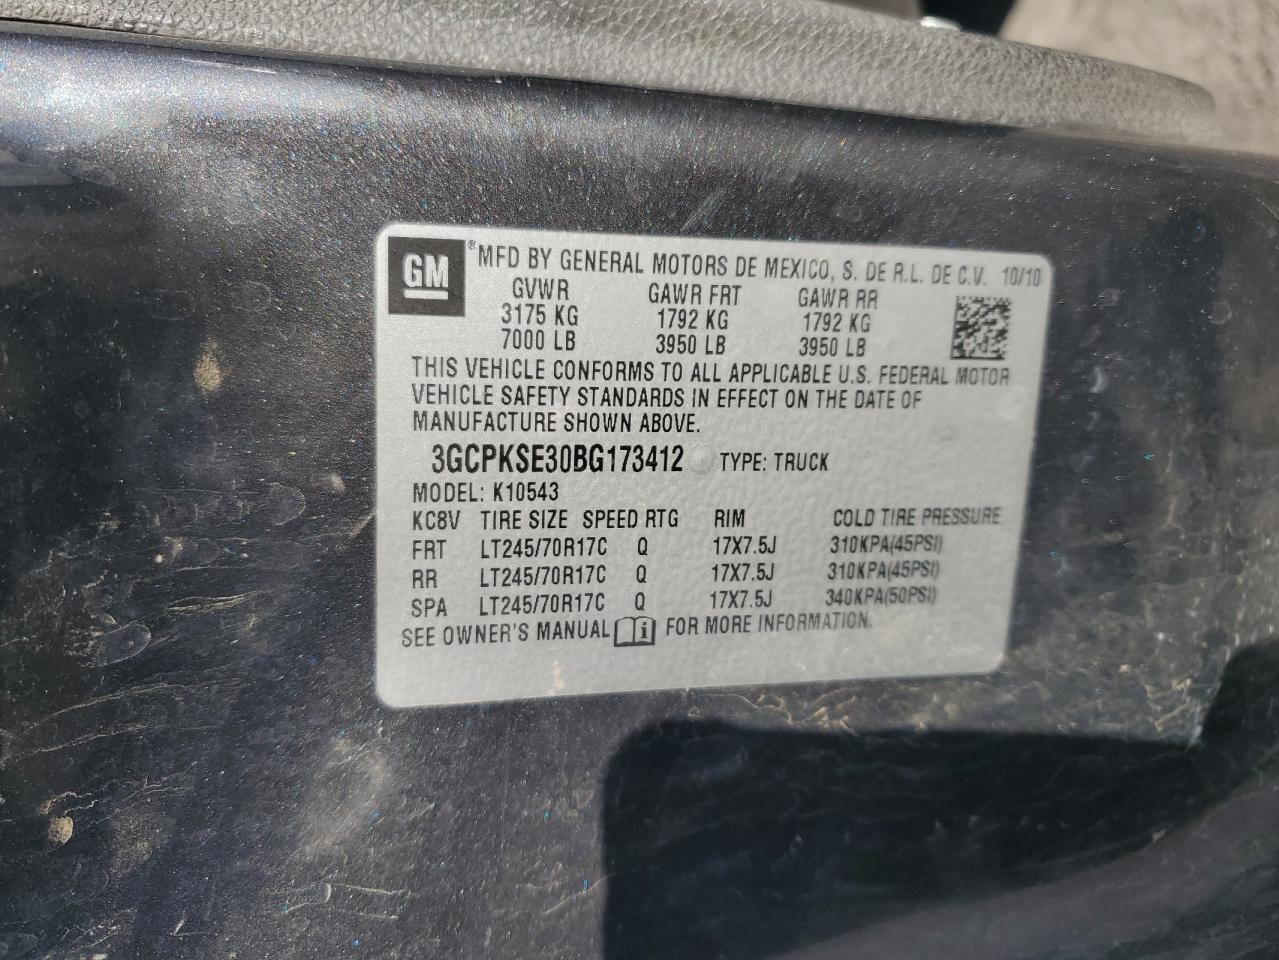 GM ® MFD BY GENERAL MOTORS DE MEXICO, S. DE R.L. DE C.V. 10/10
GVWR GAWR FRT GAWR RR
3175 KG 1792 KG 1792 KG
7000 LB 3950 LB 3950 LB
THIS VEHICLE CONFORMS TO ALL APPLICABLE U.S. FEDERAL MOTOR
VEHICLE SAFETY STANDARDS IN EFFECT ON THE DATE OF
MANUFACTURE SHOWN ABOVE.
3GCPKSE30BG173412 TYPE: TRUCK
MODEL: K10543
KC8V TIRE SIZE SPEED RTG RIM COLD TIRE PRESSURE
FRT LT245/70R17C Q 17X7.5J 310KPA(45PSI)
RR LT245/70R17C Q 17X7.5J 310KPA(45PSI)
SPA LT245/70R17C Q 17X7.5J 340KPA(50PSI)
SEE OWNER'S MANUAL i FOR MORE INFORMATION.